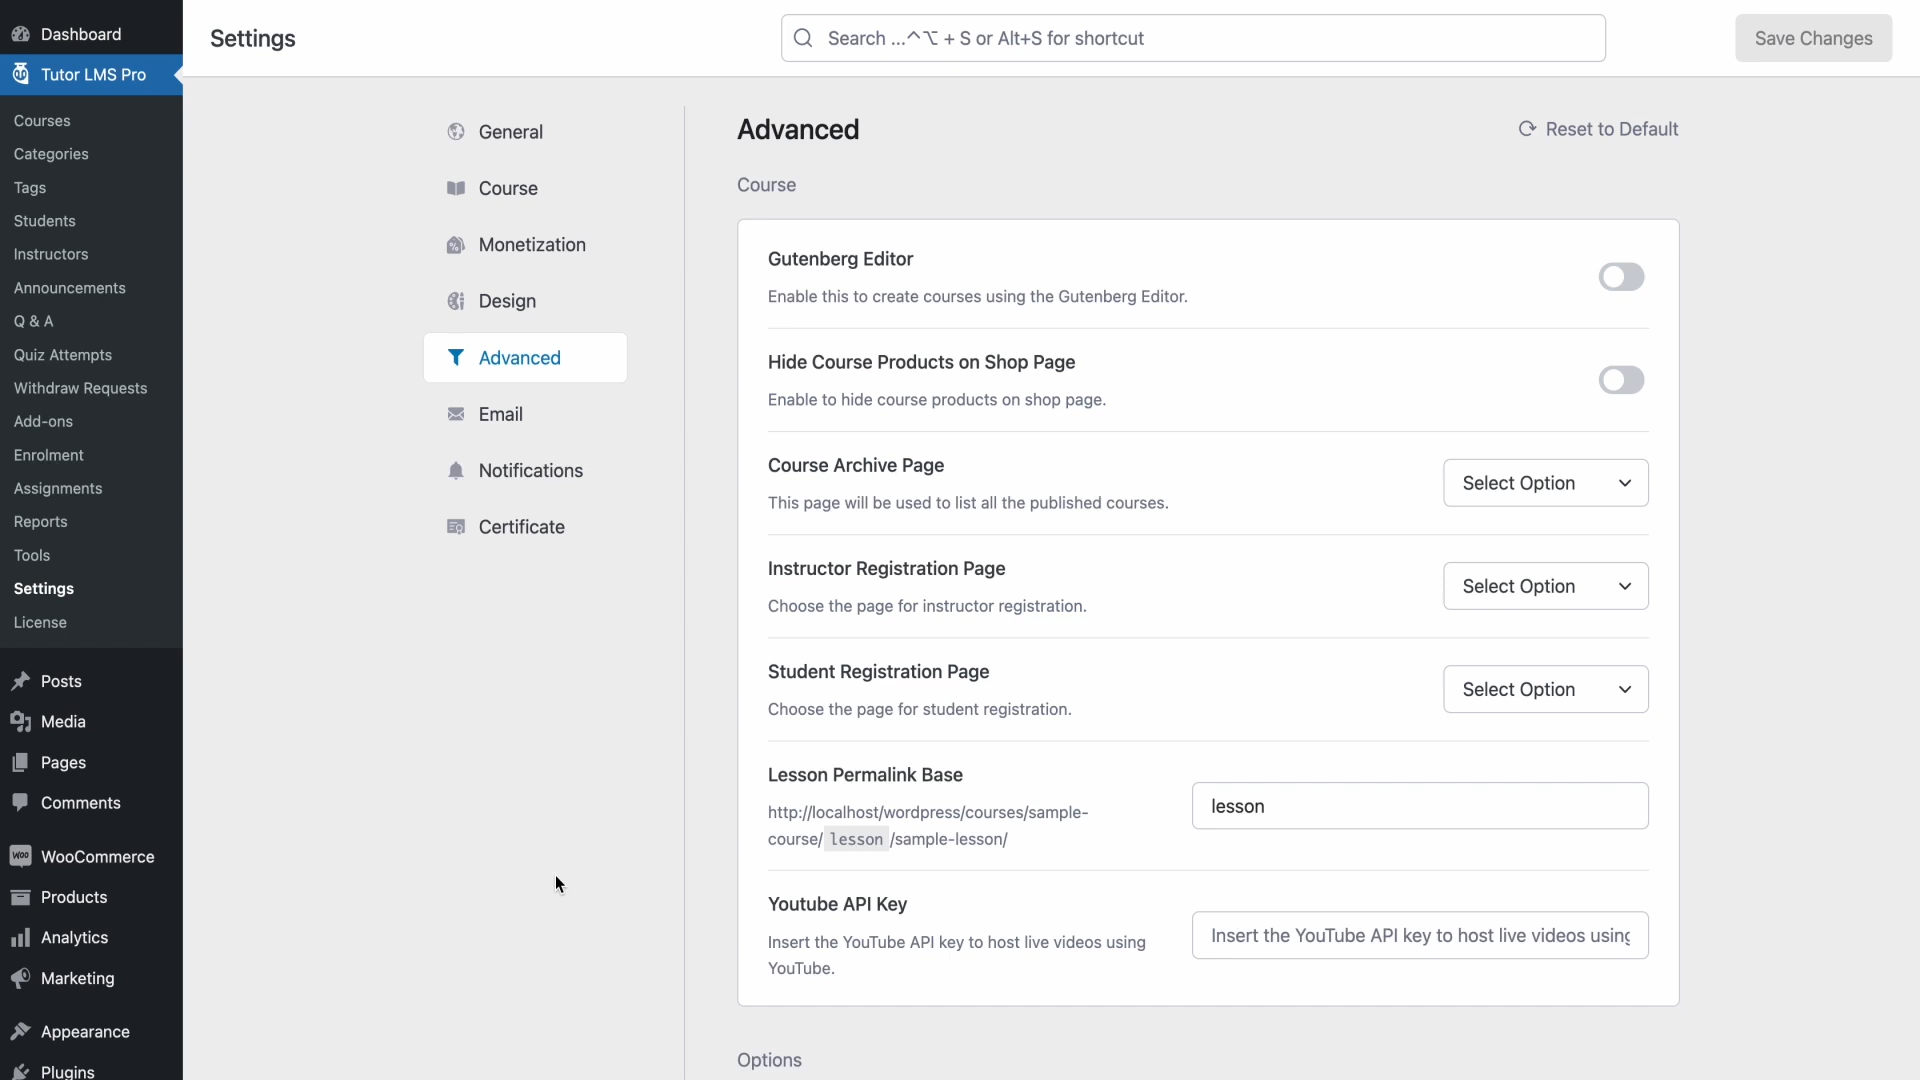 Dashboard
Tutor LMS Pro
Courses
Categories
Tags
Students
Instructors
Announcements
Q & A
Quiz Attempts
Withdraw Requests
Add-ons
Enrolment
Assignments
Reports
Tools
Settings
License
Posts
Media
Pages
Comments
WooCommerce
Products
Analytics
Marketing
Appearance
Plugins
Settings
Search ...^⌥ + S or Alt+S for shortcut
Save Changes
General
Course
Monetization
Design
Advanced
Email
Notifications
Certificate
Advanced
Reset to Default
Course
Gutenberg Editor
Enable this to create courses using the Gutenberg Editor.
Hide Course Products on Shop Page
Enable to hide course products on shop page.
Course Archive Page
This page will be used to list all the published courses.
Select Option
Instructor Registration Page
Choose the page for instructor registration.
Select Option
Student Registration Page
Choose the page for student registration.
Select Option
Lesson Permalink Base
http://localhost/wordpress/courses/sample-
course/ lesson /sample-lesson/
lesson
Youtube API Key
Insert the YouTube API key to host live videos using
YouTube.
Insert the YouTube API key to host live videos using
Options